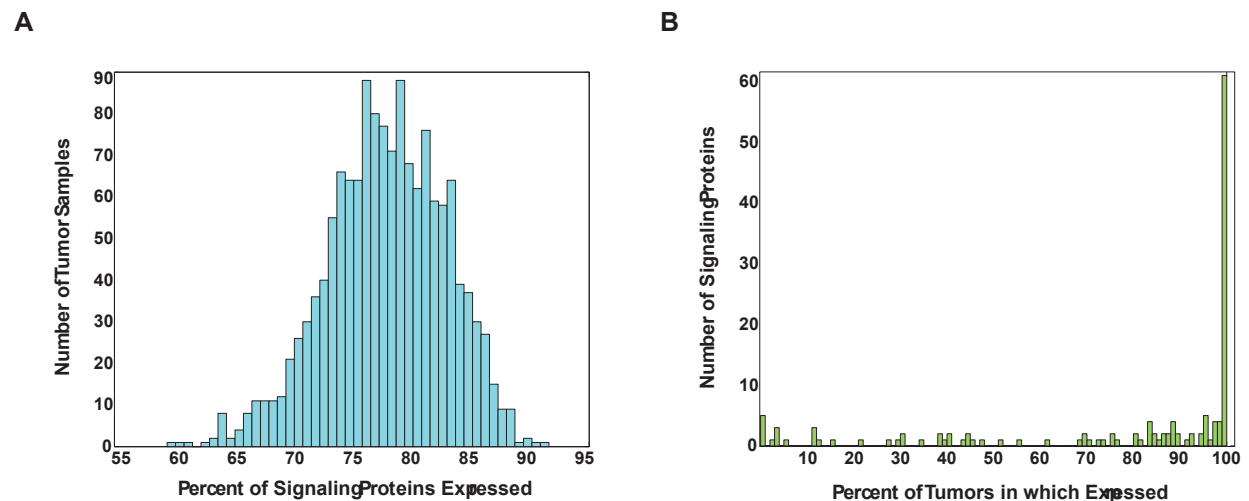 A
B
90
80
70
60
50
40
30
20
10
0
Number of Tumor Samples
55 60 65 70 75 80 85 90 95
Percent of Signaling Proteins Expressed
60
50
40
30
20
10
0
Number of Signaling Proteins
10 20 30 40 50 60 70 80 90 100
Percent of Tumors in which Expressed